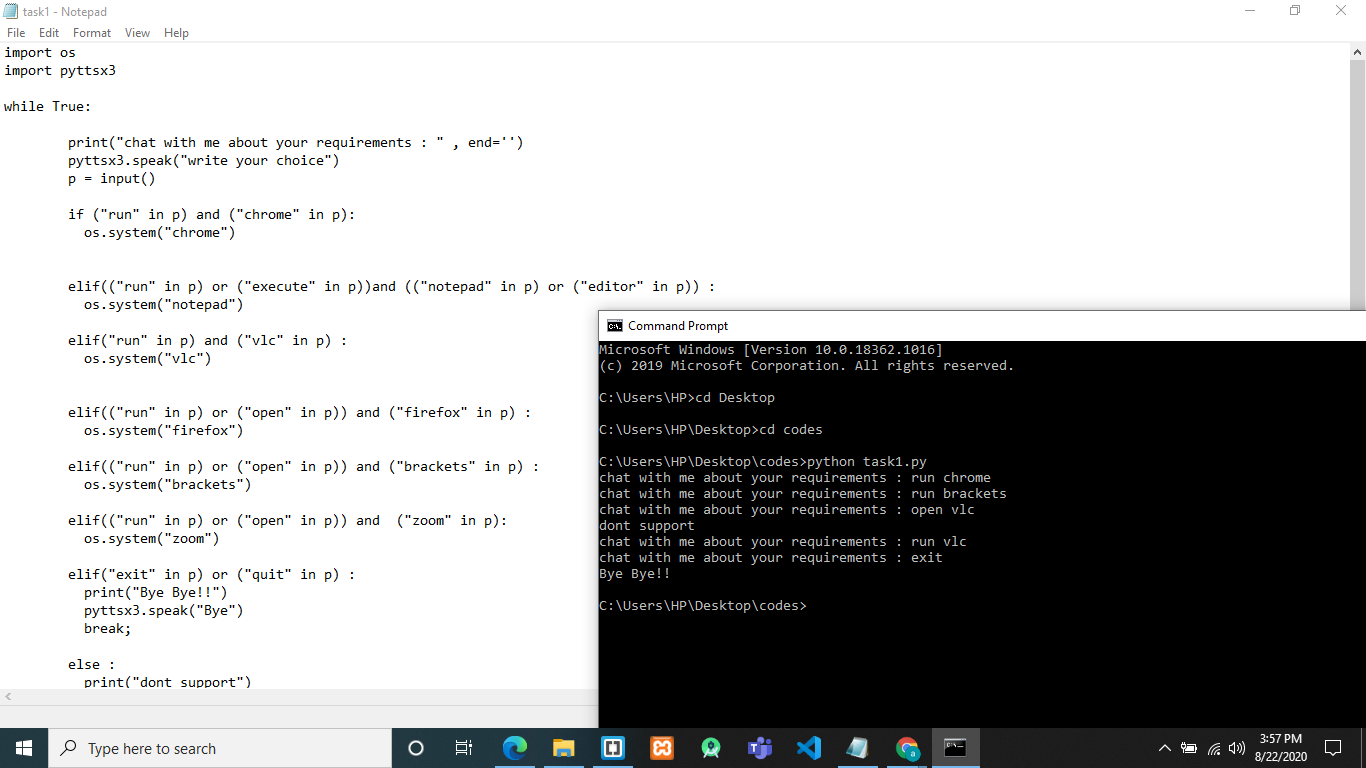 task1 - Notepad
File Edit Format View Help
import os
import pyttsx3
while True:
print("chat with me about your requirements : " , end='')
pyttsx3.speak("write your choice")
p = input()
if ("run" in p) and ("chrome" in p):
os.system("chrome")
elif(("run" in p) or ("execute" in p))and (("notepad" in p) or ("editor" in p)) :
os.system("notepad")
elif("run" in p) and ("vlc" in p) :
os.system("vlc")
elif(("run" in p) or ("open" in p)) and ("firefox" in p) :
os.system("firefox")
elif(("run" in p) or ("open" in p)) and ("brackets" in p) :
os.system("brackets")
elif(("run" in p) or ("open" in p)) and  ("zoom" in p):
os.system("zoom")
elif("exit" in p) or ("quit" in p) :
print("Bye Bye!!")
pyttsx3.speak("Bye")
break;
else :
print("dont support")
Command Prompt
Microsoft Windows [Version 10.0.18362.1016]
(c) 2019 Microsoft Corporation. All rights reserved.
C:\Users\HP>cd Desktop
C:\Users\HP\Desktop>cd codes
C:\Users\HP\Desktop\codes>python task1.py
chat with me about your requirements : run chrome
chat with me about your requirements : run brackets
chat with me about your requirements : open vlc
dont support
chat with me about your requirements : run vlc
chat with me about your requirements : exit
Bye Bye!!
C:\Users\HP\Desktop\codes>
Type here to search
3:57 PM
8/22/2020